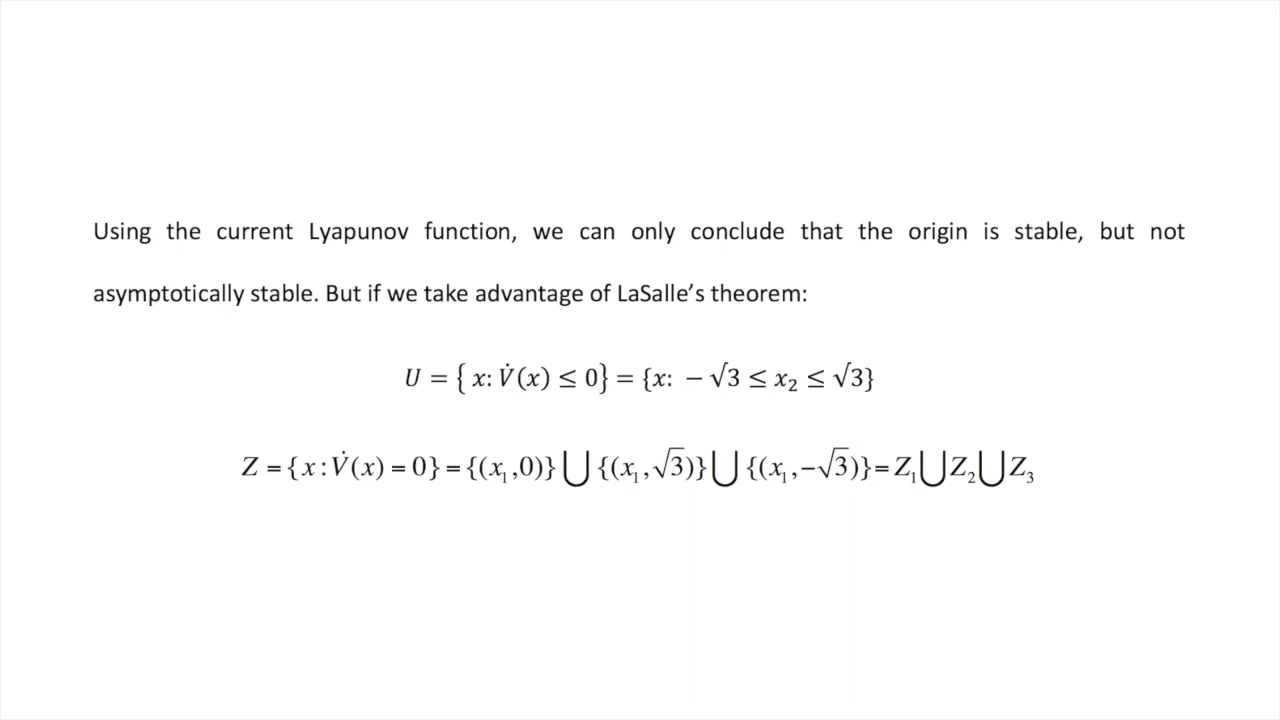 Using the current Lyapunov function, we can only conclude that the origin is stable, but not
asymptotically stable. But if we take advantage of LaSalle’s theorem:
U = { x: V̇(x) ≤ 0} = {x: − √3 ≤ x₂ ≤ √3}
Z = {x : V̇(x) = 0} = {(x₁,0)} ⋃ {(x₁,√3)} ⋃ {(x₁,−√3)} = Z₁⋃Z₂⋃Z₃